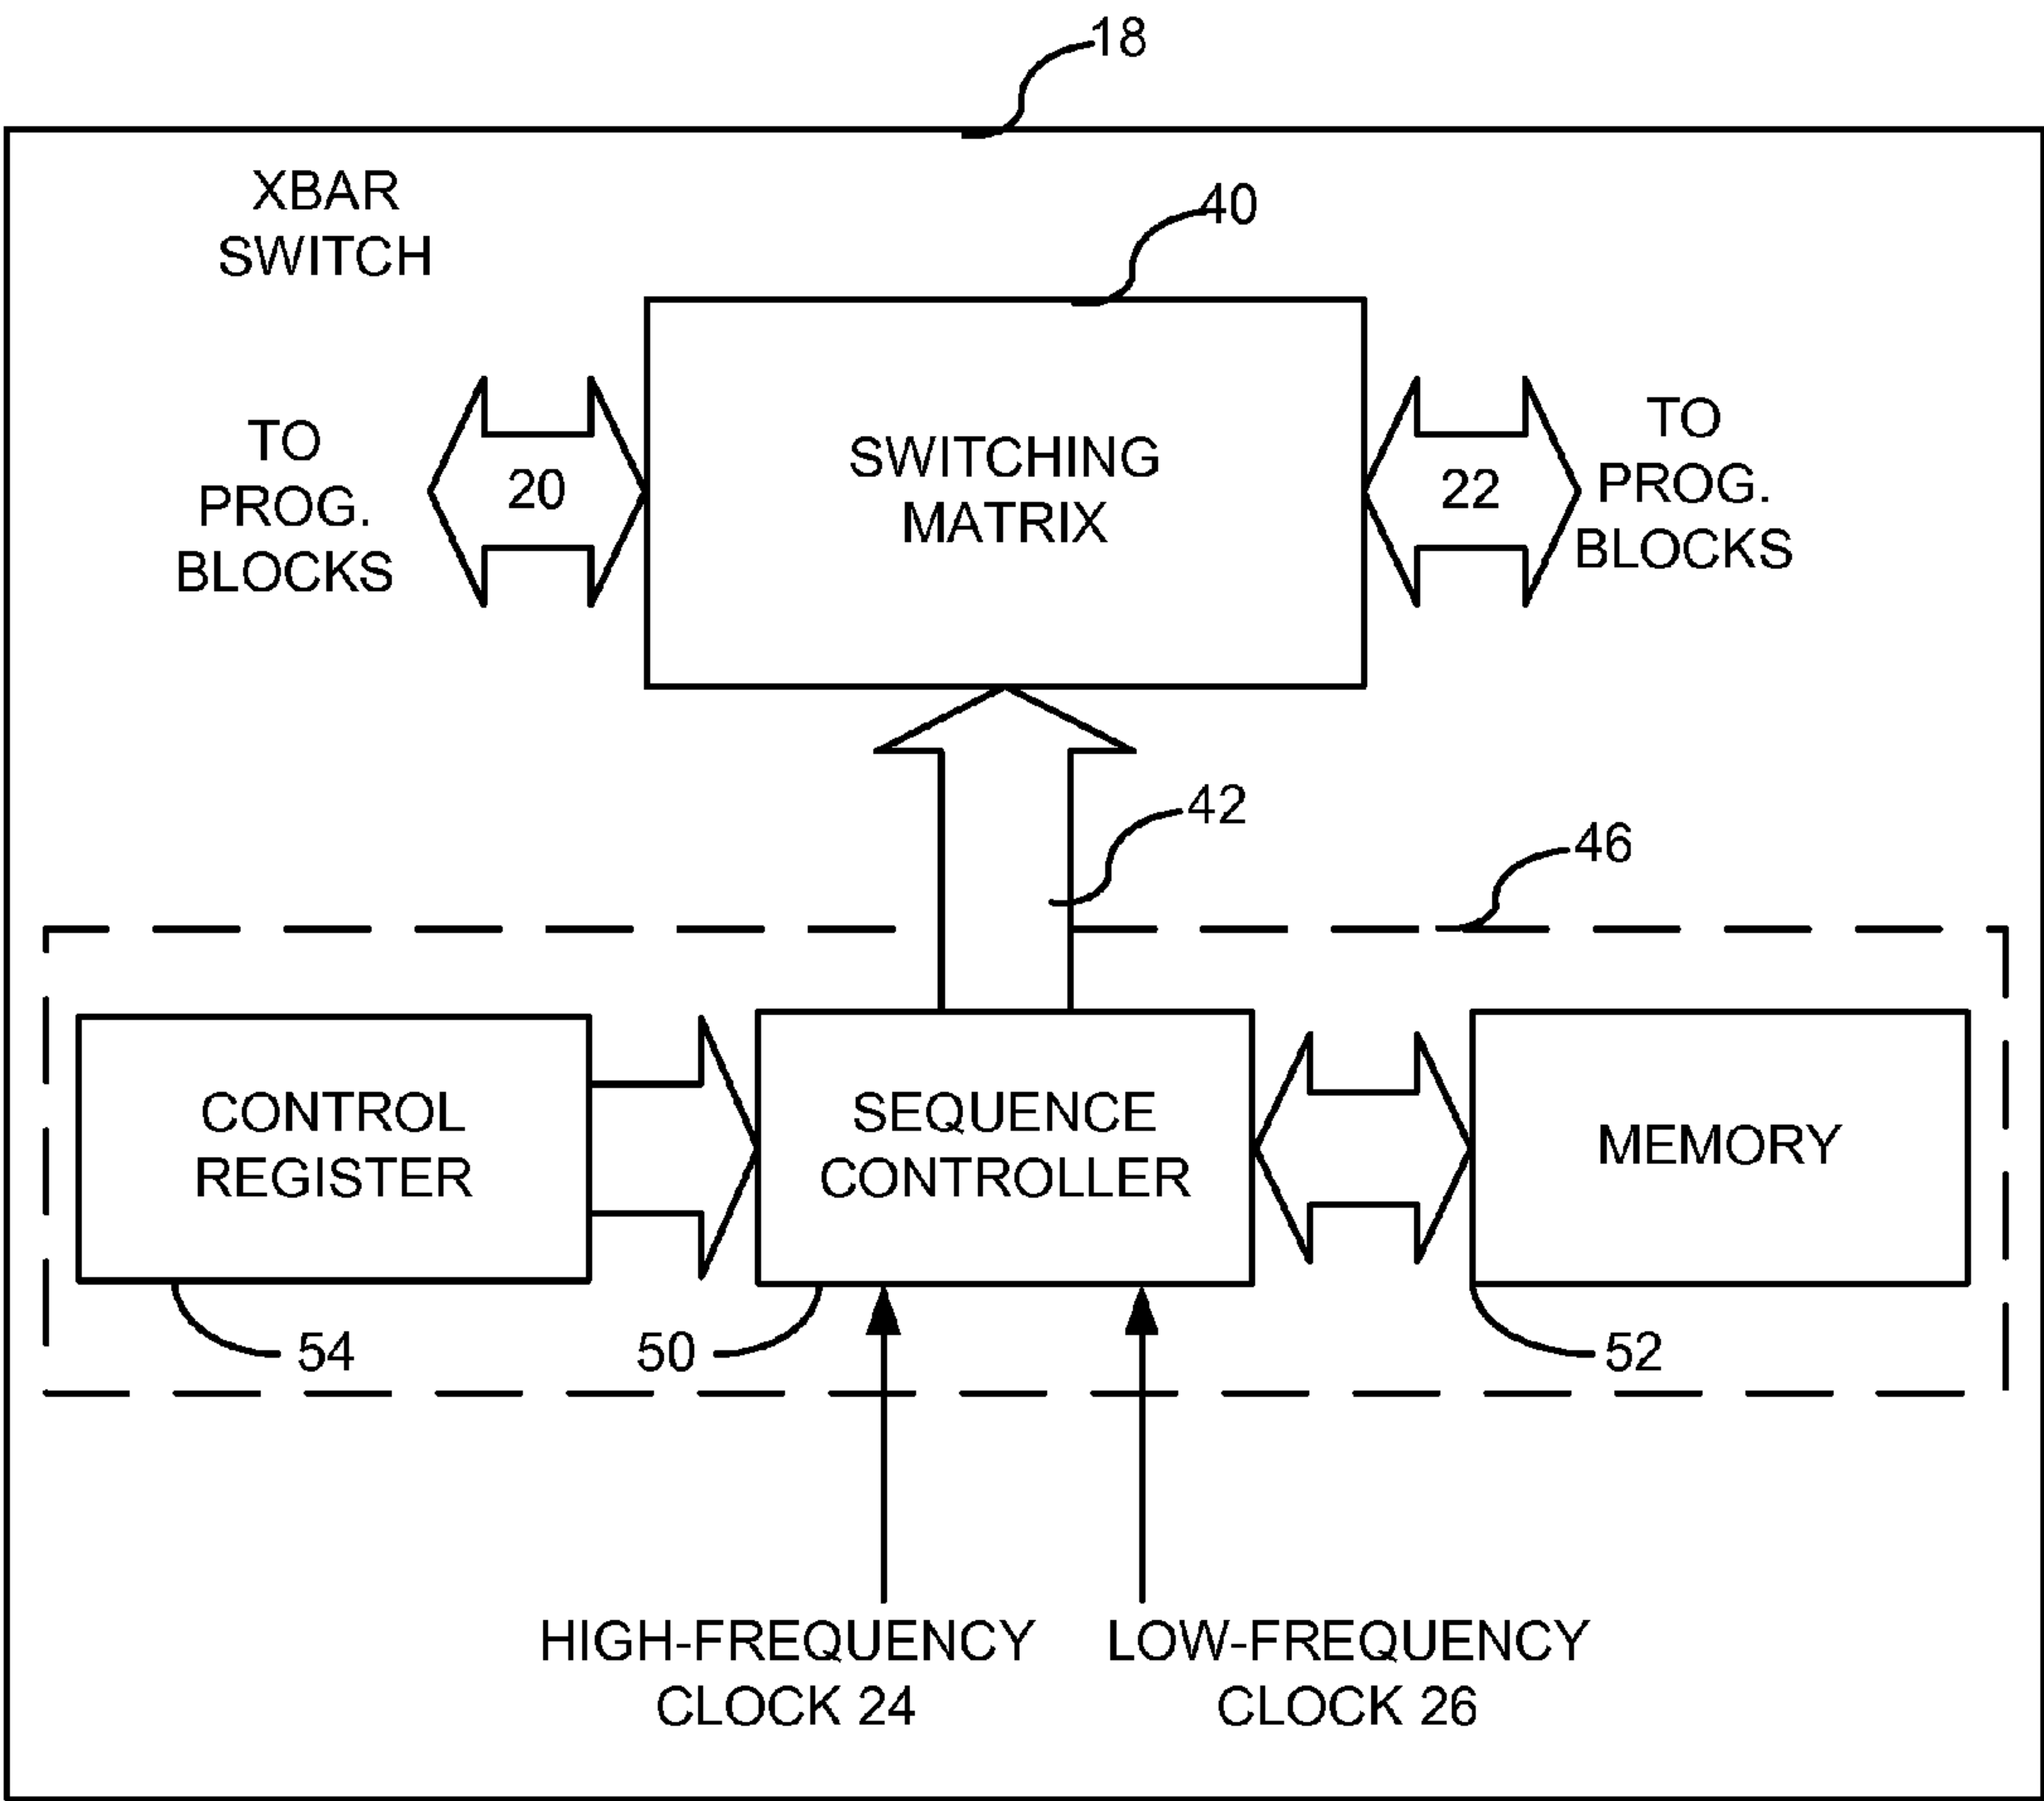 18
XBAR
SWITCH
40
TO
PROG.
BLOCKS
20
SWITCHING
MATRIX
22
TO
PROG.
BLOCKS
42
46
CONTROL
REGISTER
SEQUENCE
CONTROLLER
MEMORY
54
50
52
HIGH-FREQUENCY
CLOCK 24
LOW-FREQUENCY
CLOCK 26